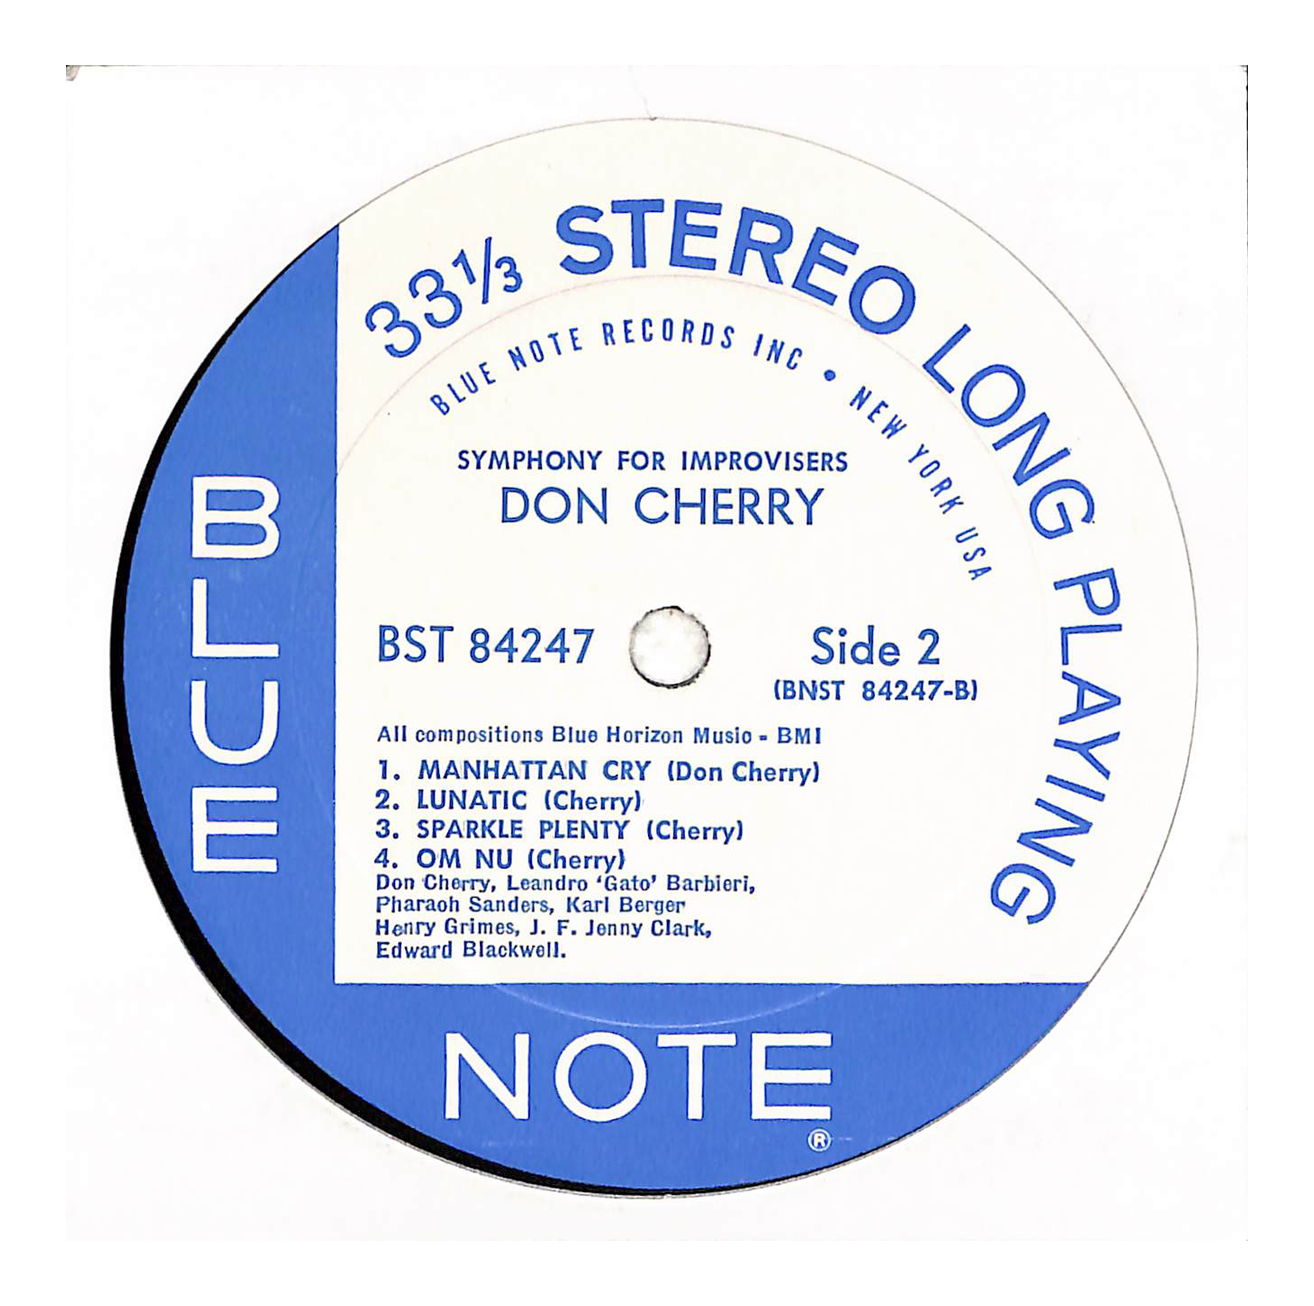 33⅓ STEREO LONG PLAYING
BLUE NOTE RECORDS INC • NEW YORK USA
SYMPHONY FOR IMPROVISERS
DON CHERRY
BST 84247
Side 2
(BNST 84247-B)
All compositions Blue Horizon Music - BMI
1. MANHATTAN CRY (Don Cherry)
2. LUNATIC (Cherry)
3. SPARKLE PLENTY (Cherry)
4. OM NU (Cherry)
Don Cherry, Leandro 'Gato' Barbieri,
Pharaoh Sanders, Karl Berger
Henry Grimes, J. F. Jenny Clark,
Edward Blackwell.
BLUE
NOTE
®